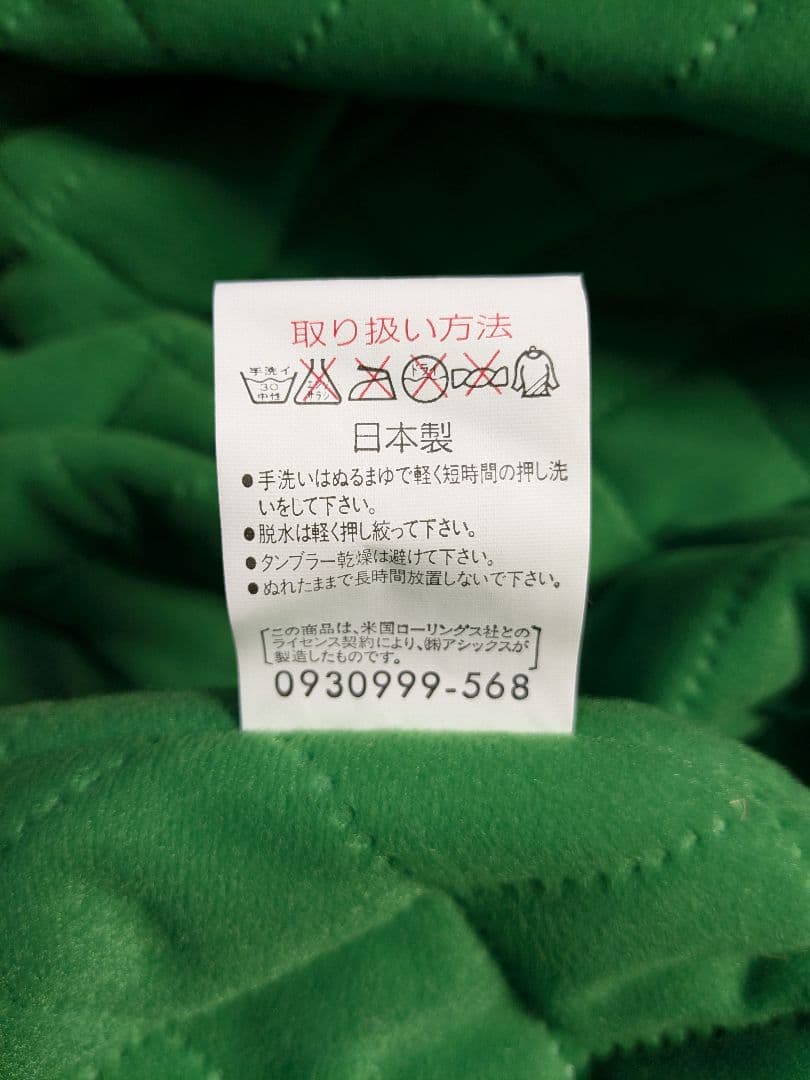 取り扱い方法
手洗イ
30
中性
エンソ
サラシ
ドライ
日本製
●手洗いはぬるまゆで軽く短時間の押し洗
いをして下さい。
●脱水は軽く押し絞って下さい。
●タンブラー乾燥は避けて下さい。
●ぬれたままで長時間放置しないで下さい。
この商品は、米国ローリングス社との
ライセンス契約により、㈱アシックスが
製造したものです。
0930999-568